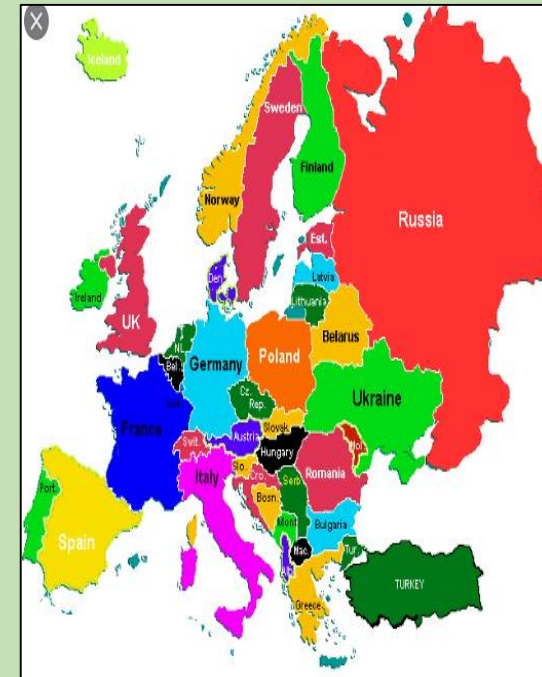 Iceland
Sweden
Finland
Norway
Russia
Est.
Latvia
Den
Lithuania
Ireland
UK
Belarus
NL
Bel.
Germany
Poland
Ukraine
Lux.
Cz.
Rep.
France
Slovak.
Mol
Austria
Swit.
Hungary
Italy
Slo.
Cro.
Serb
Romania
Port.
Bosn.
Spain
Mont
Bulgaria
Mac.
Tur.
TURKEY
Greece